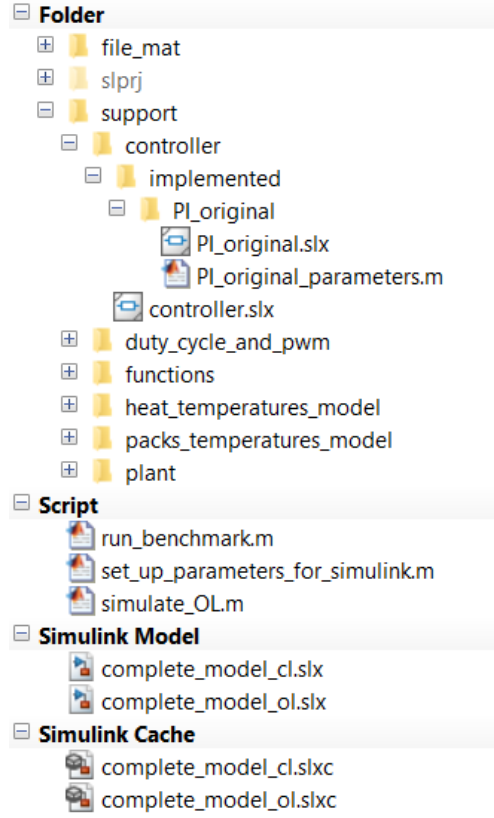 Folder
file_mat
slprj
support
controller
implemented
PI_original
PI_original.slx
PI_original_parameters.m
controller.slx
duty_cycle_and_pwm
functions
heat_temperatures_model
packs_temperatures_model
plant
Script
run_benchmark.m
set_up_parameters_for_simulink.m
simulate_OL.m
Simulink Model
complete_model_cl.slx
complete_model_ol.slx
Simulink Cache
complete_model_cl.slxc
complete_model_ol.slxc